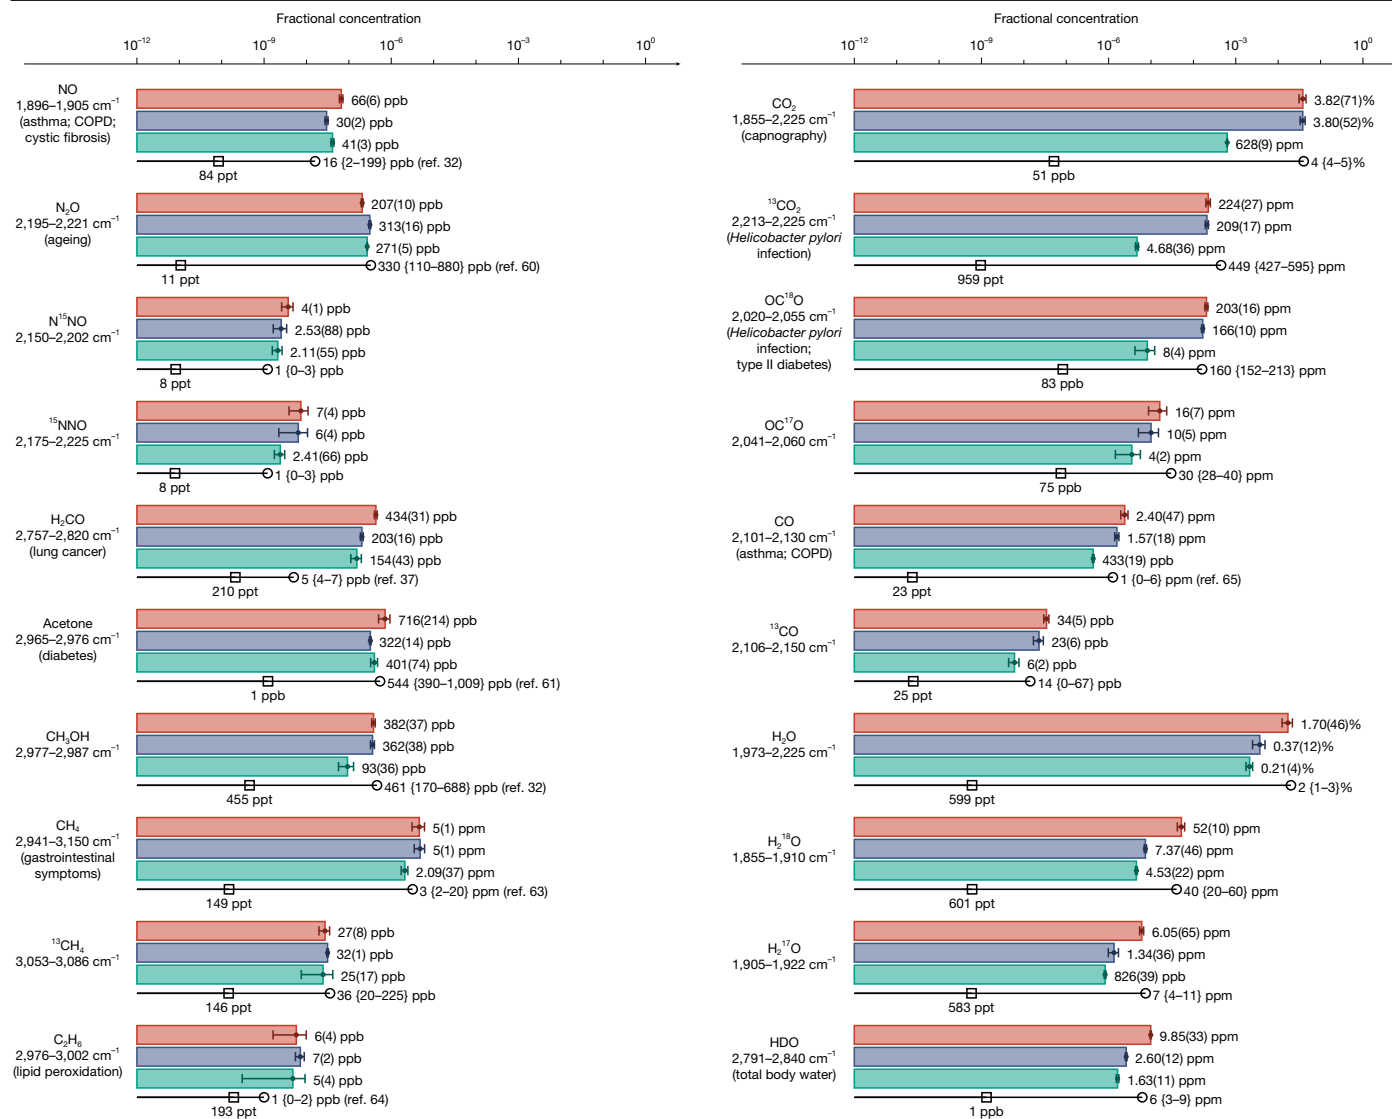 Fractional concentration
10⁻¹² 10⁻⁹ 10⁻⁶ 10⁻³ 10⁰
NO
1,896–1,905 cm⁻¹
(asthma; COPD;
cystic fibrosis)
66(6) ppb
30(2) ppb
41(3) ppb
16 {2–199} ppb (ref. 32)
84 ppt
N₂O
2,195–2,221 cm⁻¹
(ageing)
207(10) ppb
313(16) ppb
271(5) ppb
330 {110–880} ppb (ref. 60)
11 ppt
N¹⁵NO
2,150–2,202 cm⁻¹
4(1) ppb
2.53(88) ppb
2.11(55) ppb
1 {0–3} ppb
8 ppt
¹⁵NNO
2,175–2,225 cm⁻¹
7(4) ppb
6(4) ppb
2.41(66) ppb
1 {0–3} ppb
8 ppt
H₂CO
2,757–2,820 cm⁻¹
(lung cancer)
434(31) ppb
203(16) ppb
154(43) ppb
5 {4–7} ppb (ref. 37)
210 ppt
Acetone
2,965–2,976 cm⁻¹
(diabetes)
716(214) ppb
322(14) ppb
401(74) ppb
544 {390–1,009} ppb (ref. 61)
1 ppb
CH₃OH
2,977–2,987 cm⁻¹
382(37) ppb
362(38) ppb
93(36) ppb
461 {170–688} ppb (ref. 32)
455 ppt
CH₄
2,941–3,150 cm⁻¹
(gastrointestinal
symptoms)
5(1) ppm
5(1) ppm
2.09(37) ppm
3 {2–20} ppm (ref. 63)
149 ppt
¹³CH₄
3,053–3,086 cm⁻¹
27(8) ppb
32(1) ppb
25(17) ppb
36 {20–225} ppb
146 ppt
C₂H₆
2,976–3,002 cm⁻¹
(lipid peroxidation)
6(4) ppb
7(2) ppb
5(4) ppb
1 {0–2} ppb (ref. 64)
193 ppt
Fractional concentration
10⁻¹² 10⁻⁹ 10⁻⁶ 10⁻³ 10⁰
CO₂
1,855–2,225 cm⁻¹
(capnography)
3.82(71)%
3.80(52)%
628(9) ppm
4 {4–5}%
51 ppb
¹³CO₂
2,213–2,225 cm⁻¹
(Helicobacter pylori
infection)
224(27) ppm
209(17) ppm
4.68(36) ppm
449 {427–595} ppm
959 ppt
OC¹⁸O
2,020–2,055 cm⁻¹
(Helicobacter pylori
infection;
type II diabetes)
203(16) ppm
166(10) ppm
8(4) ppm
160 {152–213} ppm
83 ppb
OC¹⁷O
2,041–2,060 cm⁻¹
16(7) ppm
10(5) ppm
4(2) ppm
30 {28–40} ppm
75 ppb
CO
2,101–2,130 cm⁻¹
(asthma; COPD)
2.40(47) ppm
1.57(18) ppm
433(19) ppb
1 {0–6} ppm (ref. 65)
23 ppt
¹³CO
2,106–2,150 cm⁻¹
34(5) ppb
23(6) ppb
6(2) ppb
14 {0–67} ppb
25 ppt
H₂O
1,973–2,225 cm⁻¹
1.70(46)%
0.37(12)%
0.21(4)%
2 {1–3}%
599 ppt
H₂¹⁸O
1,855–1,910 cm⁻¹
52(10) ppm
7.37(46) ppm
4.53(22) ppm
40 {20–60} ppm
601 ppt
H₂¹⁷O
1,905–1,922 cm⁻¹
6.05(65) ppm
1.34(36) ppm
826(39) ppb
7 {4–11} ppm
583 ppt
HDO
2,791–2,840 cm⁻¹
(total body water)
9.85(33) ppm
2.60(12) ppm
1.63(11) ppm
6 {3–9} ppm
1 ppb